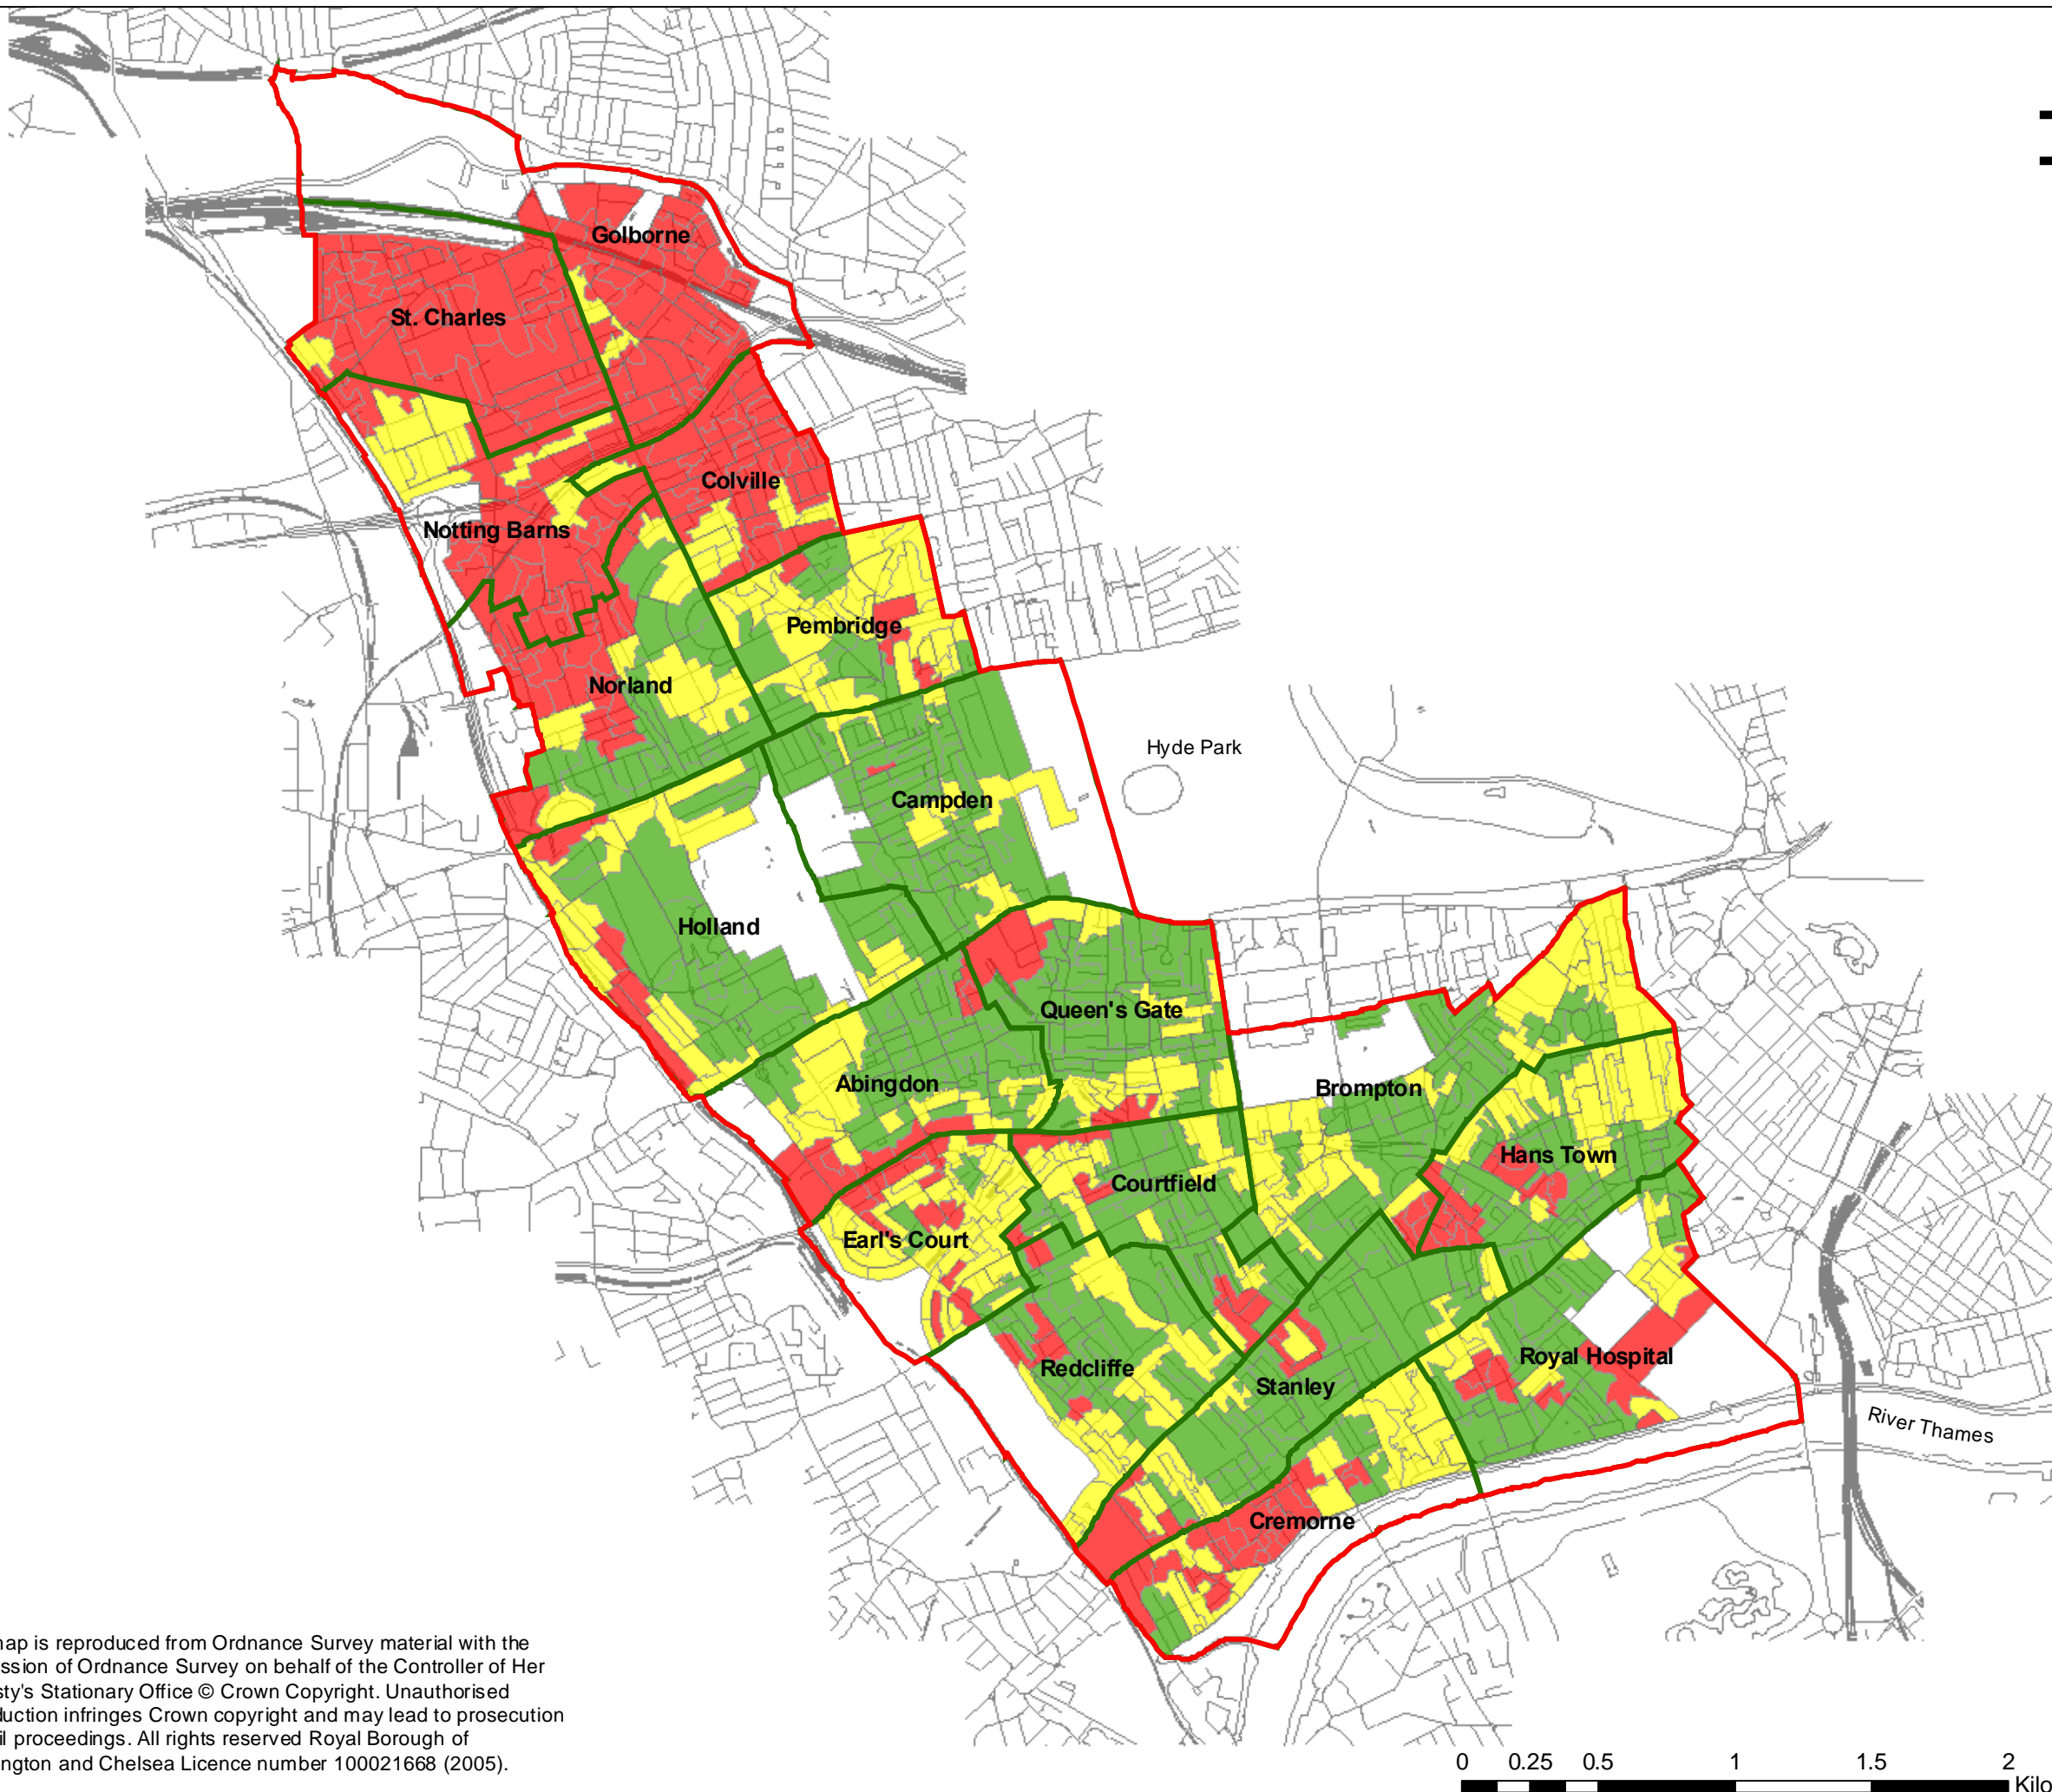 Golborne
St. Charles
Colville
Notting Barns
Pembridge
Norland
Hyde Park
Campden
Holland
Queen's Gate
Abingdon
Brompton
Hans Town
Courtfield
Earl's Court
Royal Hospital
Redcliffe
Stanley
River Thames
Cremorne
nap is reproduced from Ordnance Survey material with the
ssion of Ordnance Survey on behalf of the Controller of Her
sty's Stationary Office © Crown Copyright. Unauthorised
duction infringes Crown copyright and may lead to prosecution
il proceedings. All rights reserved Royal Borough of
ngton and Chelsea Licence number 100021668 (2005).
0 0.25 0.5 1 1.5 2
Kilo